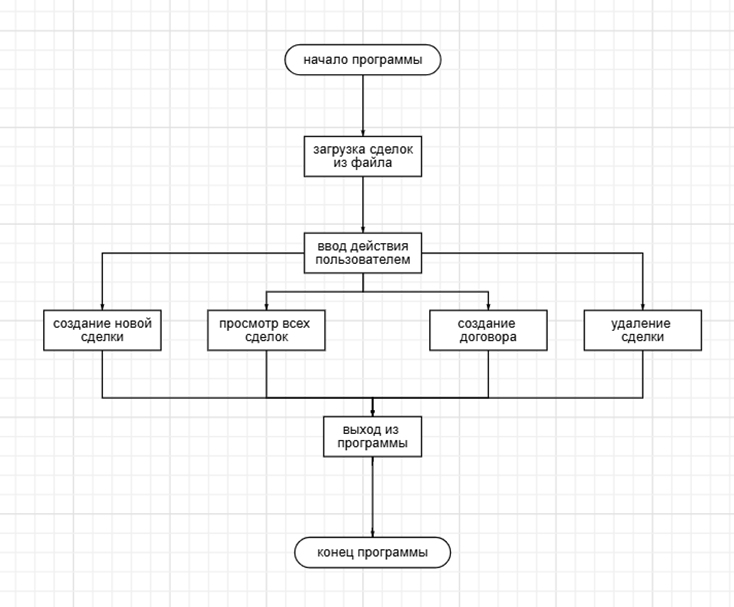 начало программы
загрузка сделок
из файла
ввод действия
пользователем
создание новой
сделки
просмотр всех
сделок
создание
договора
удаление
сделки
выход из
программы
конец программы